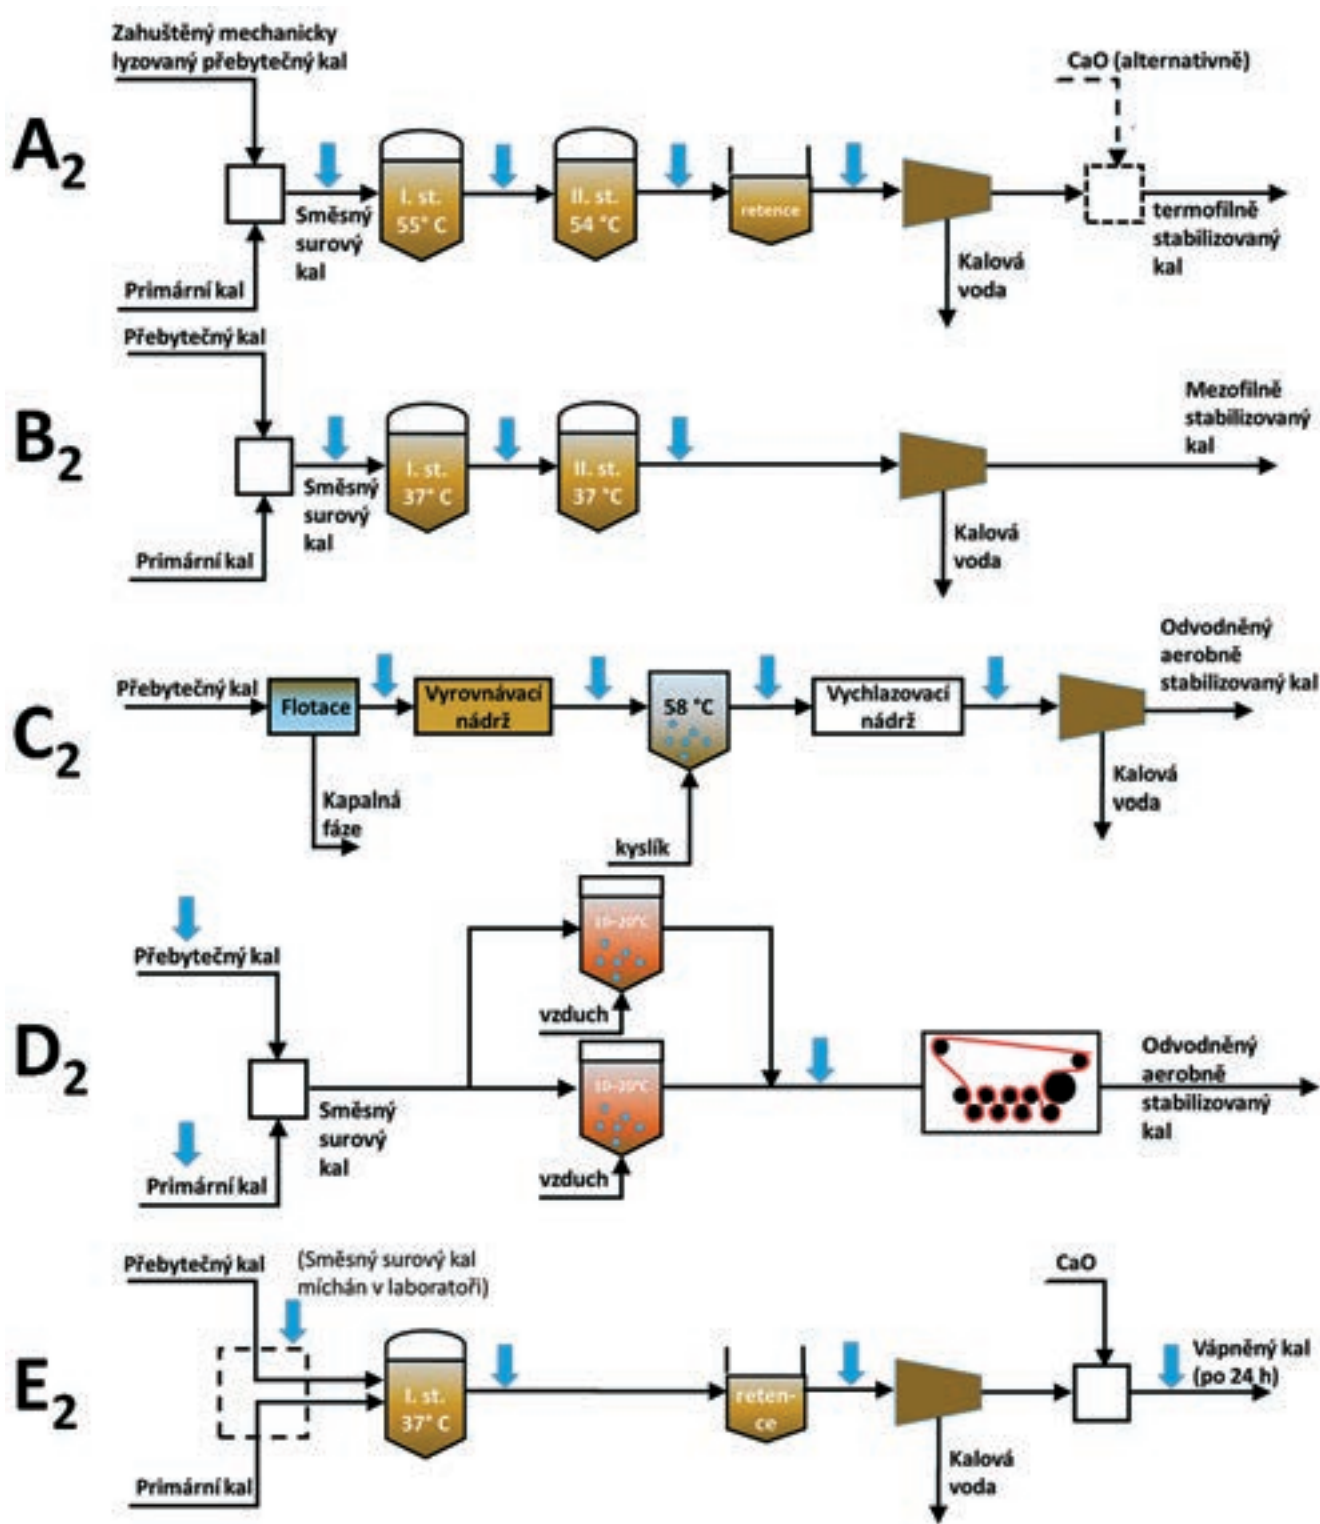 Zahuštěný mechanicky
lyzovaný přebytečný kal
CaO (alternativně)
A2
I. st.
55° C
II. st.
54 °C
retence
Směsný
surový
kal
termofilně
stabilizovaný
kal
Kalová
voda
Primární kal
Přebytečný kal
Mezofilně
stabilizovaný
kal
B2
I. st.
37° C
II. st.
37 °C
Směsný
surový
kal
Kalová
voda
Primární kal
Odvodněný
aerobně
stabilizovaný kal
Přebytečný kal
Flotace
Vyrovnávací
nádrž
58 °C
Vychlazovací
nádrž
C2
Kapalná
fáze
kyslík
Kalová
voda
Přebytečný kal
10–20°C
vzduch
D2
10–20°C
Směsný
surový
kal
Odvodněný
aerobně
stabilizovaný
kal
Primární kal
vzduch
Přebytečný kal
(Směsný surový kal
míchán v laboratoři)
CaO
E2
I. st.
37° C
reten-
ce
Vápněný kal
(po 24 h)
Kalová
voda
Primární kal